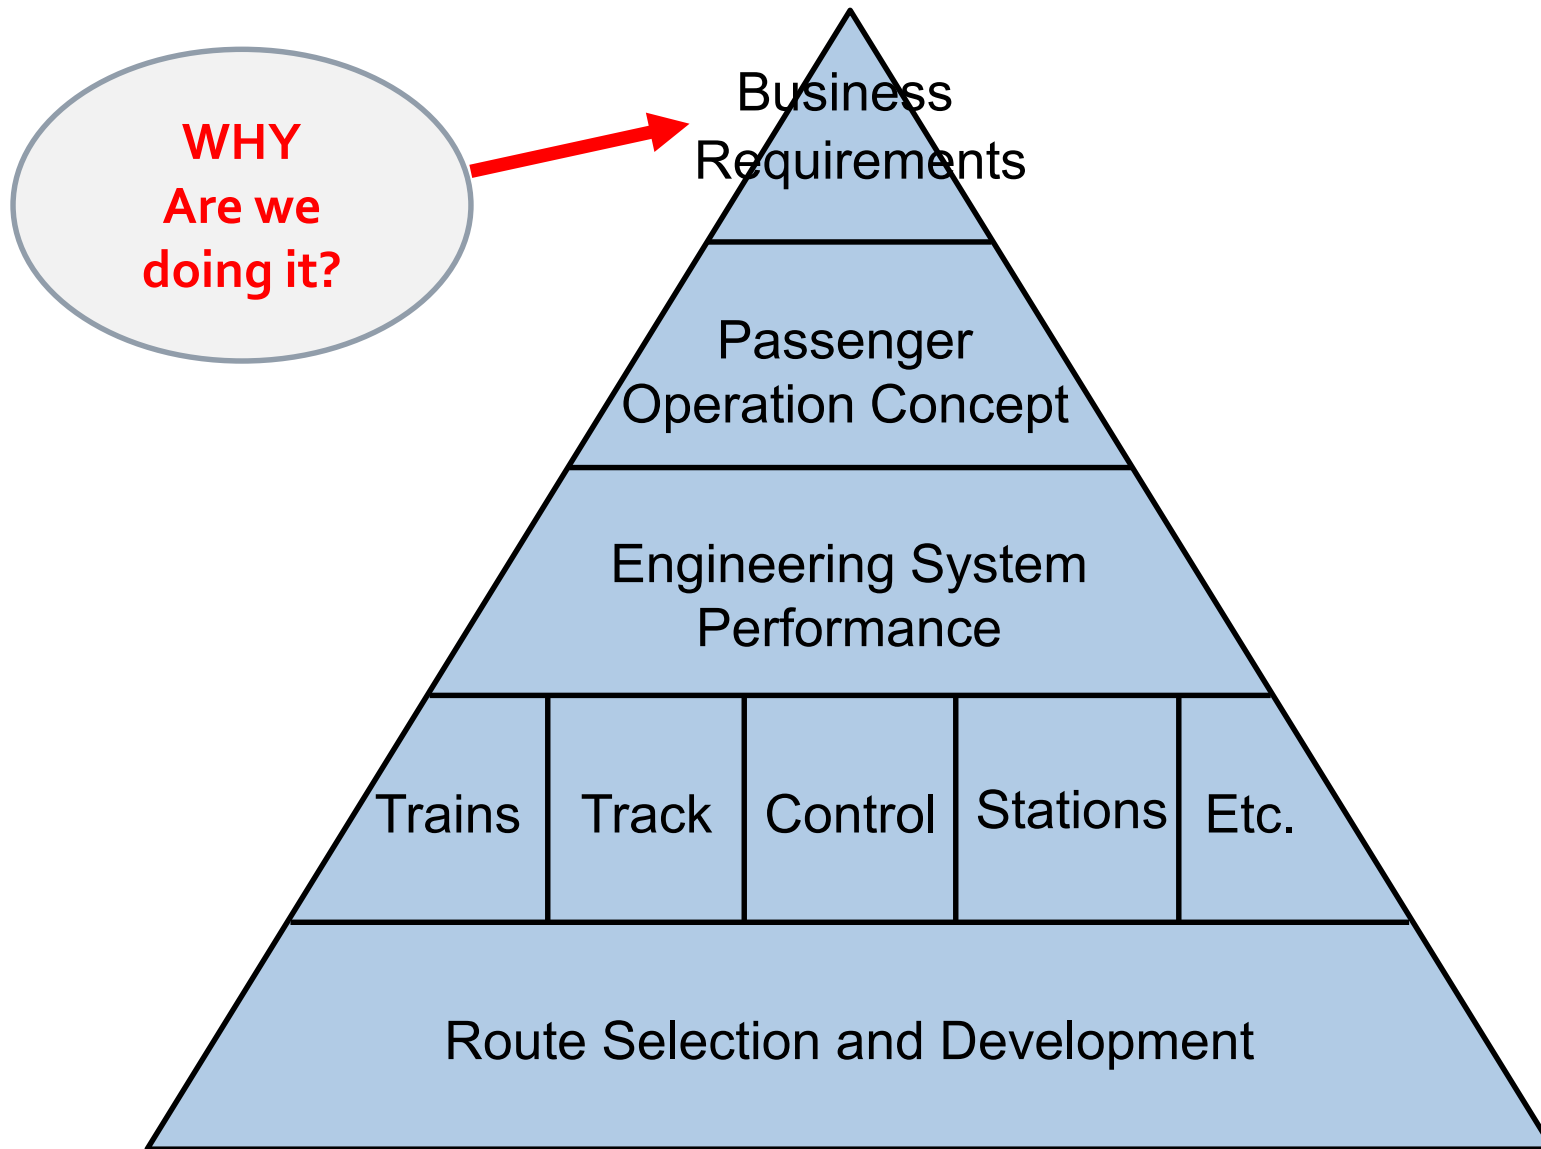 WHY
Are we
doing it?
Business
Requirements
Passenger
Operation Concept
Engineering System
Performance
Trains
Track
Control
Stations
Etc.
Route Selection and Development